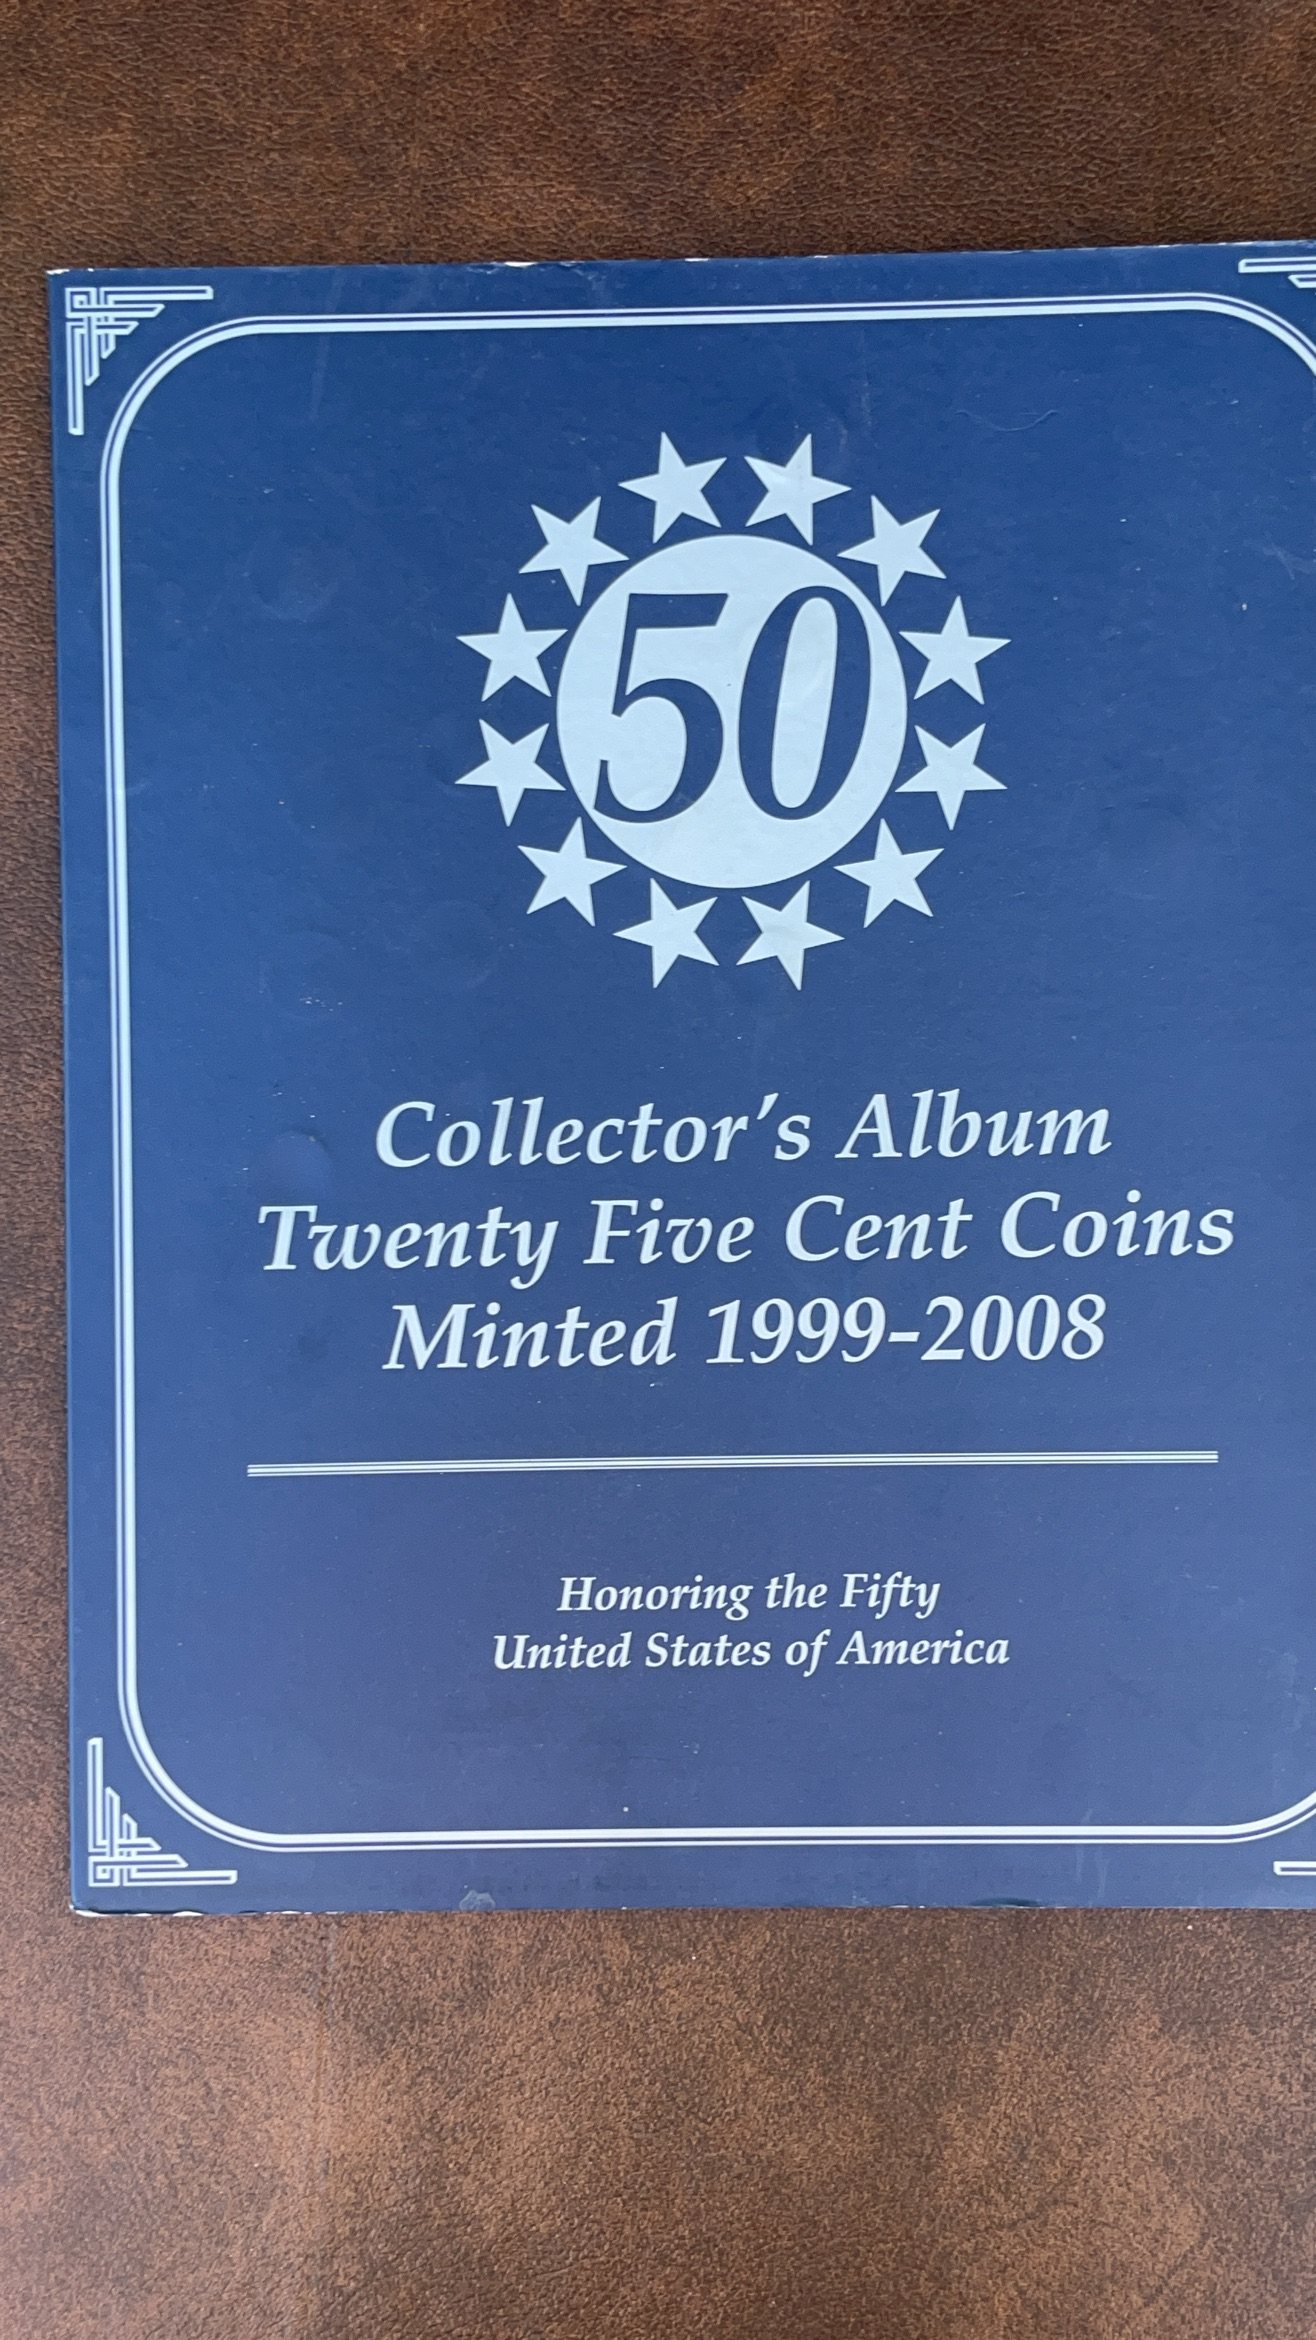 50
Collector's Album
Twenty Five Cent Coins
Minted 1999-2008
Honoring the Fifty
United States of America